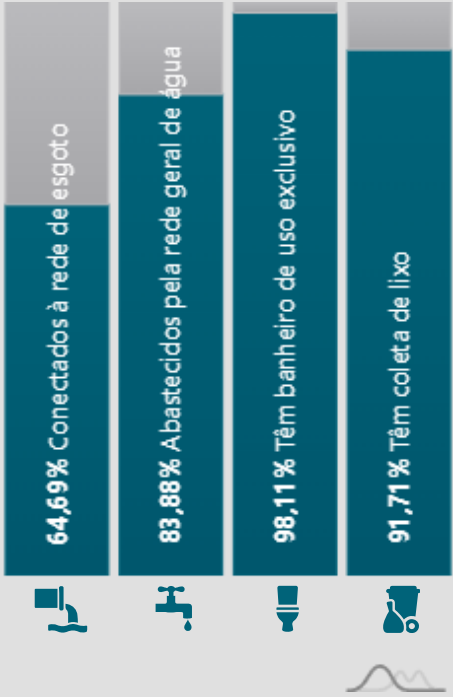 64,69% Conectados à rede de esgoto
83,88% Abastecidos pela rede geral de água
98,11% Têm banheiro de uso exclusivo
91,71% Têm coleta de lixo